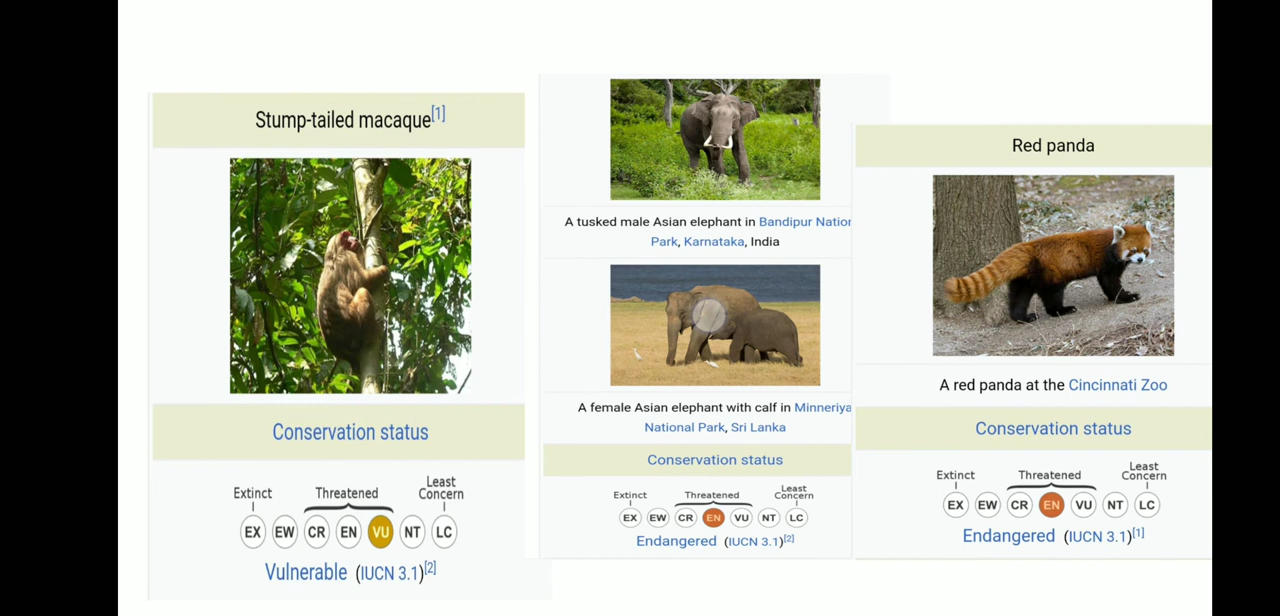 Stump-tailed macaque[1]
Conservation status
Extinct Threatened Least Concern
EX EW CR EN VU NT LC
Vulnerable (IUCN 3.1)[2]
A tusked male Asian elephant in Bandipur Nation
Park, Karnataka, India
A female Asian elephant with calf in Minneriya
National Park, Sri Lanka
Conservation status
Extinct Threatened Least Concern
EX EW CR EN VU NT LC
Endangered (IUCN 3.1)[2]
Red panda
A red panda at the Cincinnati Zoo
Conservation status
Extinct Threatened Least Concern
EX EW CR EN VU NT LC
Endangered (IUCN 3.1)[1]